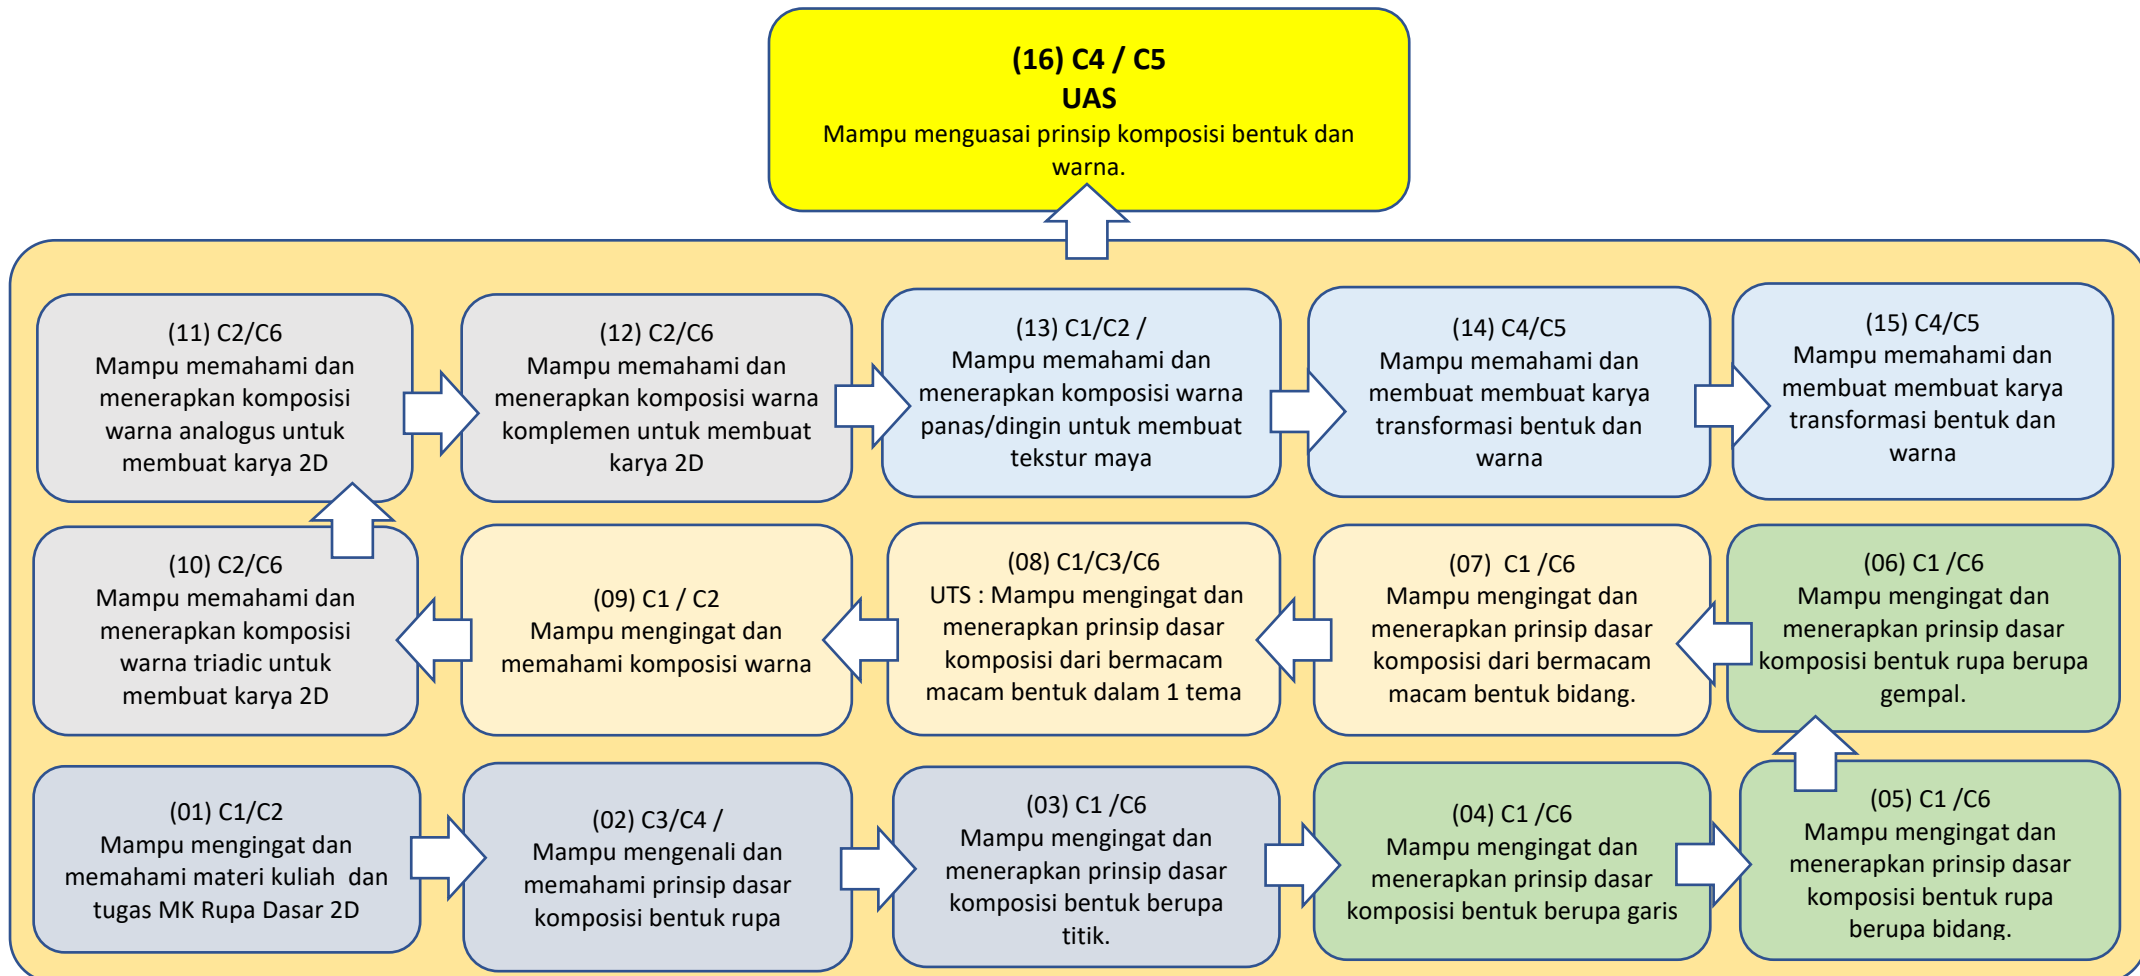 (16) C4 / C5
UAS
Mampu menguasai prinsip komposisi bentuk dan
warna.
(11) C2/C6
Mampu memahami dan
menerapkan komposisi
warna analogus untuk
membuat karya 2D
(12) C2/C6
Mampu memahami dan
menerapkan komposisi warna
komplemen untuk membuat
karya 2D
(13) C1/C2 /
Mampu memahami dan
menerapkan komposisi warna
panas/dingin untuk membuat
tekstur maya
(14) C4/C5
Mampu memahami dan
membuat membuat karya
transformasi bentuk dan
warna
(15) C4/C5
Mampu memahami dan
membuat membuat karya
transformasi bentuk dan
warna
(10) C2/C6
Mampu memahami dan
menerapkan komposisi
warna triadic untuk
membuat karya 2D
(09) C1 / C2
Mampu mengingat dan
memahami komposisi warna
(08) C1/C3/C6
UTS : Mampu mengingat dan
menerapkan prinsip dasar
komposisi dari bermacam
macam bentuk dalam 1 tema
(07) C1 /C6
Mampu mengingat dan
menerapkan prinsip dasar
komposisi dari bermacam
macam bentuk bidang.
(06) C1 /C6
Mampu mengingat dan
menerapkan prinsip dasar
komposisi bentuk rupa berupa
gempal.
(01) C1/C2
Mampu mengingat dan
memahami materi kuliah dan
tugas MK Rupa Dasar 2D
(02) C3/C4 /
Mampu mengenali dan
memahami prinsip dasar
komposisi bentuk rupa
(03) C1 /C6
Mampu mengingat dan
menerapkan prinsip dasar
komposisi bentuk berupa
titik.
(04) C1 /C6
Mampu mengingat dan
menerapkan prinsip dasar
komposisi bentuk berupa garis
(05) C1 /C6
Mampu mengingat dan
menerapkan prinsip dasar
komposisi bentuk rupa
berupa bidang.